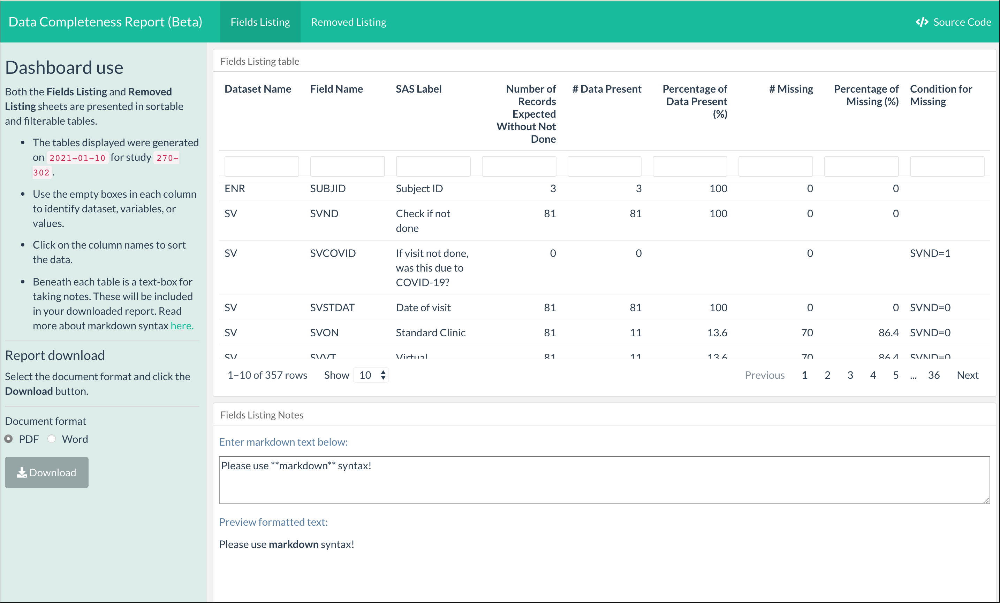 Data Completeness Report (Beta)
Fields Listing
Removed Listing
Source Code
Dashboard use
Both the Fields Listing and Removed
Listing sheets are presented in sortable
and filterable tables.
• The tables displayed were generated
on 2021-01-10 for study 270-
302.
• Use the empty boxes in each column
to identify dataset, variables, or
values.
• Click on the column names to sort
the data.
• Beneath each table is a text-box for
taking notes. These will be included
in your downloaded report. Read
more about markdown syntax here.
Report download
Select the document format and click the
Download button.
Document format
PDF Word
Download
Fields Listing table
Dataset Name Field Name SAS Label Number of # Data Present Percentage of # Missing Percentage of Condition for
Records Data Present Missing (%) Missing
Expected (%)
Without Not
Done
ENR SUBJID Subject ID 3 3 100 0 0
SV SVND Check if not 81 81 100 0 0
done
SV SVCOVID If visit not done, 0 0 0 SVND=1
was this due to
COVID-19?
SV SVSTDAT Date of visit 81 81 100 0 0 SVND=0
SV SVON Standard Clinic 81 11 13.6 70 86.4 SVND=0
SV SVVT Virtual 81 11 13.6 70 86.4 SVND=0
1–10 of 357 rows Show 10 Previous 1 2 3 4 5 ... 36 Next
Fields Listing Notes
Enter markdown text below:
Please use **markdown** syntax!
Preview formatted text:
Please use markdown syntax!